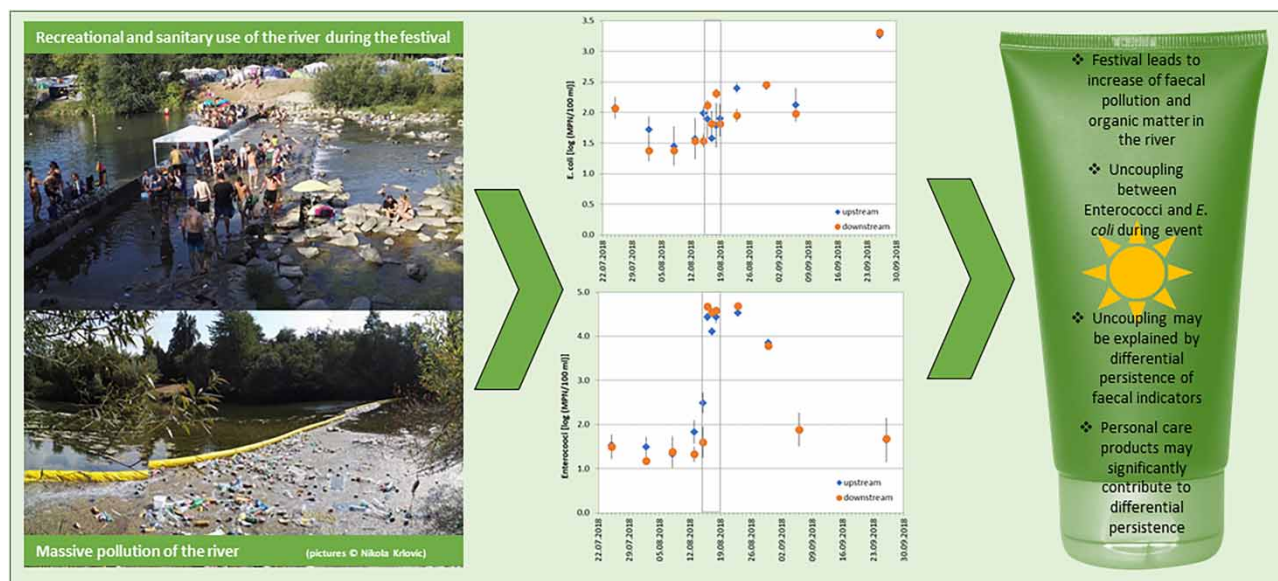 Recreational and sanitary use of the river during the festival
Massive pollution of the river
(pictures © Nikola Krlovic)
E. coli [log (MPN/100 ml)]
3.5
3.0
2.5
2.0
1.5
1.0
0.5
0.0
upstream
downstream
22.07.2018
29.07.2018
05.08.2018
12.08.2018
19.08.2018
26.08.2018
02.09.2018
09.09.2018
16.09.2018
23.09.2018
30.09.2018
Enterococci [log (MPN/100 ml)]
5.0
4.0
3.0
2.0
1.0
0.0
upstream
downstream
22.07.2018
29.07.2018
05.08.2018
12.08.2018
19.08.2018
26.08.2018
02.09.2018
09.09.2018
16.09.2018
23.09.2018
30.09.2018
❖ Festival leads to
increase of faecal
pollution and
organic matter in
the river
❖ Uncoupling
between
Enterococci and E.
coli during event
❖ Uncoupling may
be explained by
differential
persistence of
faecal indicators
❖ Personal care
products may
significantly
contribute to
differential
persistence